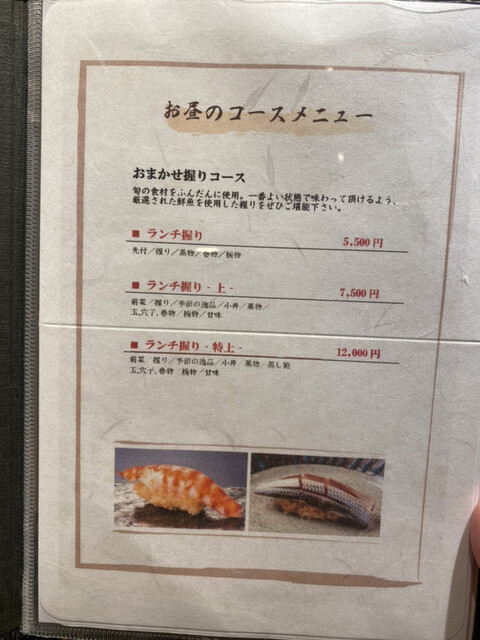 お昼のコースメニュー
おまかせ握りコース
旬の食材をふんだんに使用。一番よい状態で味わって頂けるよう、
厳選された鮮魚を使用した握りをぜひご堪能下さい。
■ ランチ握り 5,500円
先付／握り／蒸物／巻物／椀物
■ ランチ握り - 上 - 7,500円
前菜／握り／季節の逸品／小丼／蒸物／
玉,穴子,巻物／椀物／甘味
■ ランチ握り - 特上 - 12,000円
前菜 握り／季節の逸品／小丼 蒸物 蒸し鮑
玉,穴子,巻物／椀物／甘味